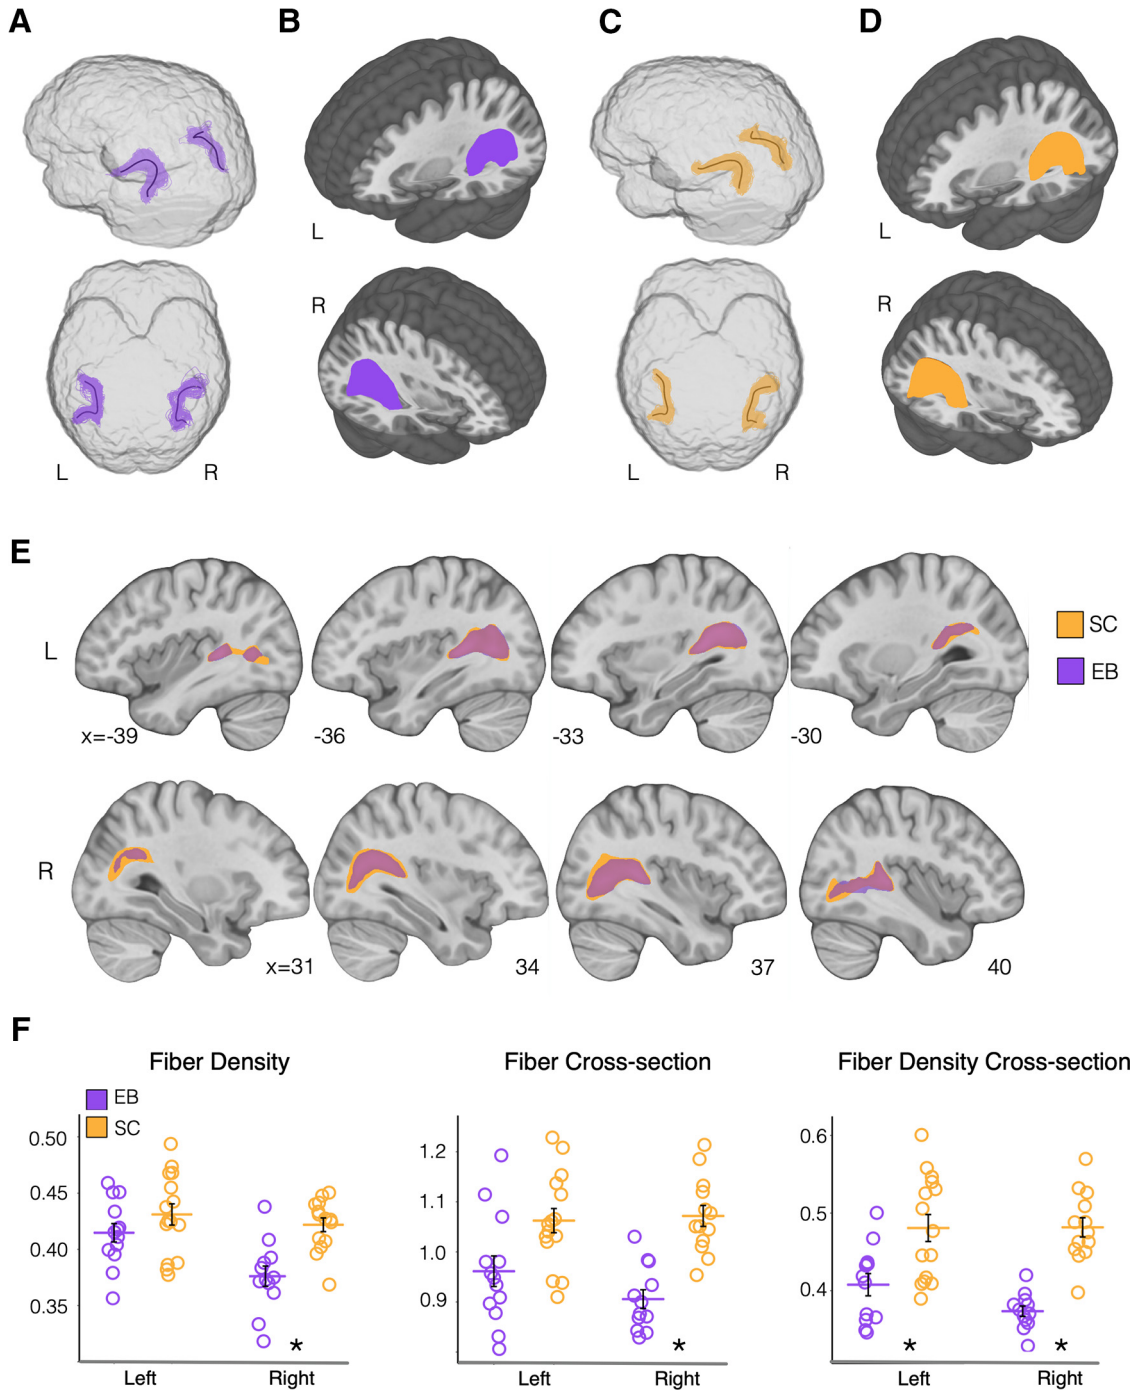 A B C D
L L
R R
L R L R
E
L
SC
EB
x=-39 -36 -33 -30
R
x=31 34 37 40
F
Fiber Density Fiber Cross-section Fiber Density Cross-section
EB
SC
0.50
0.45
0.40
0.35
* 
Left Right
1.2
1.1
1.0
0.9
*
Left Right
0.6
0.5
0.4
* *
Left Right